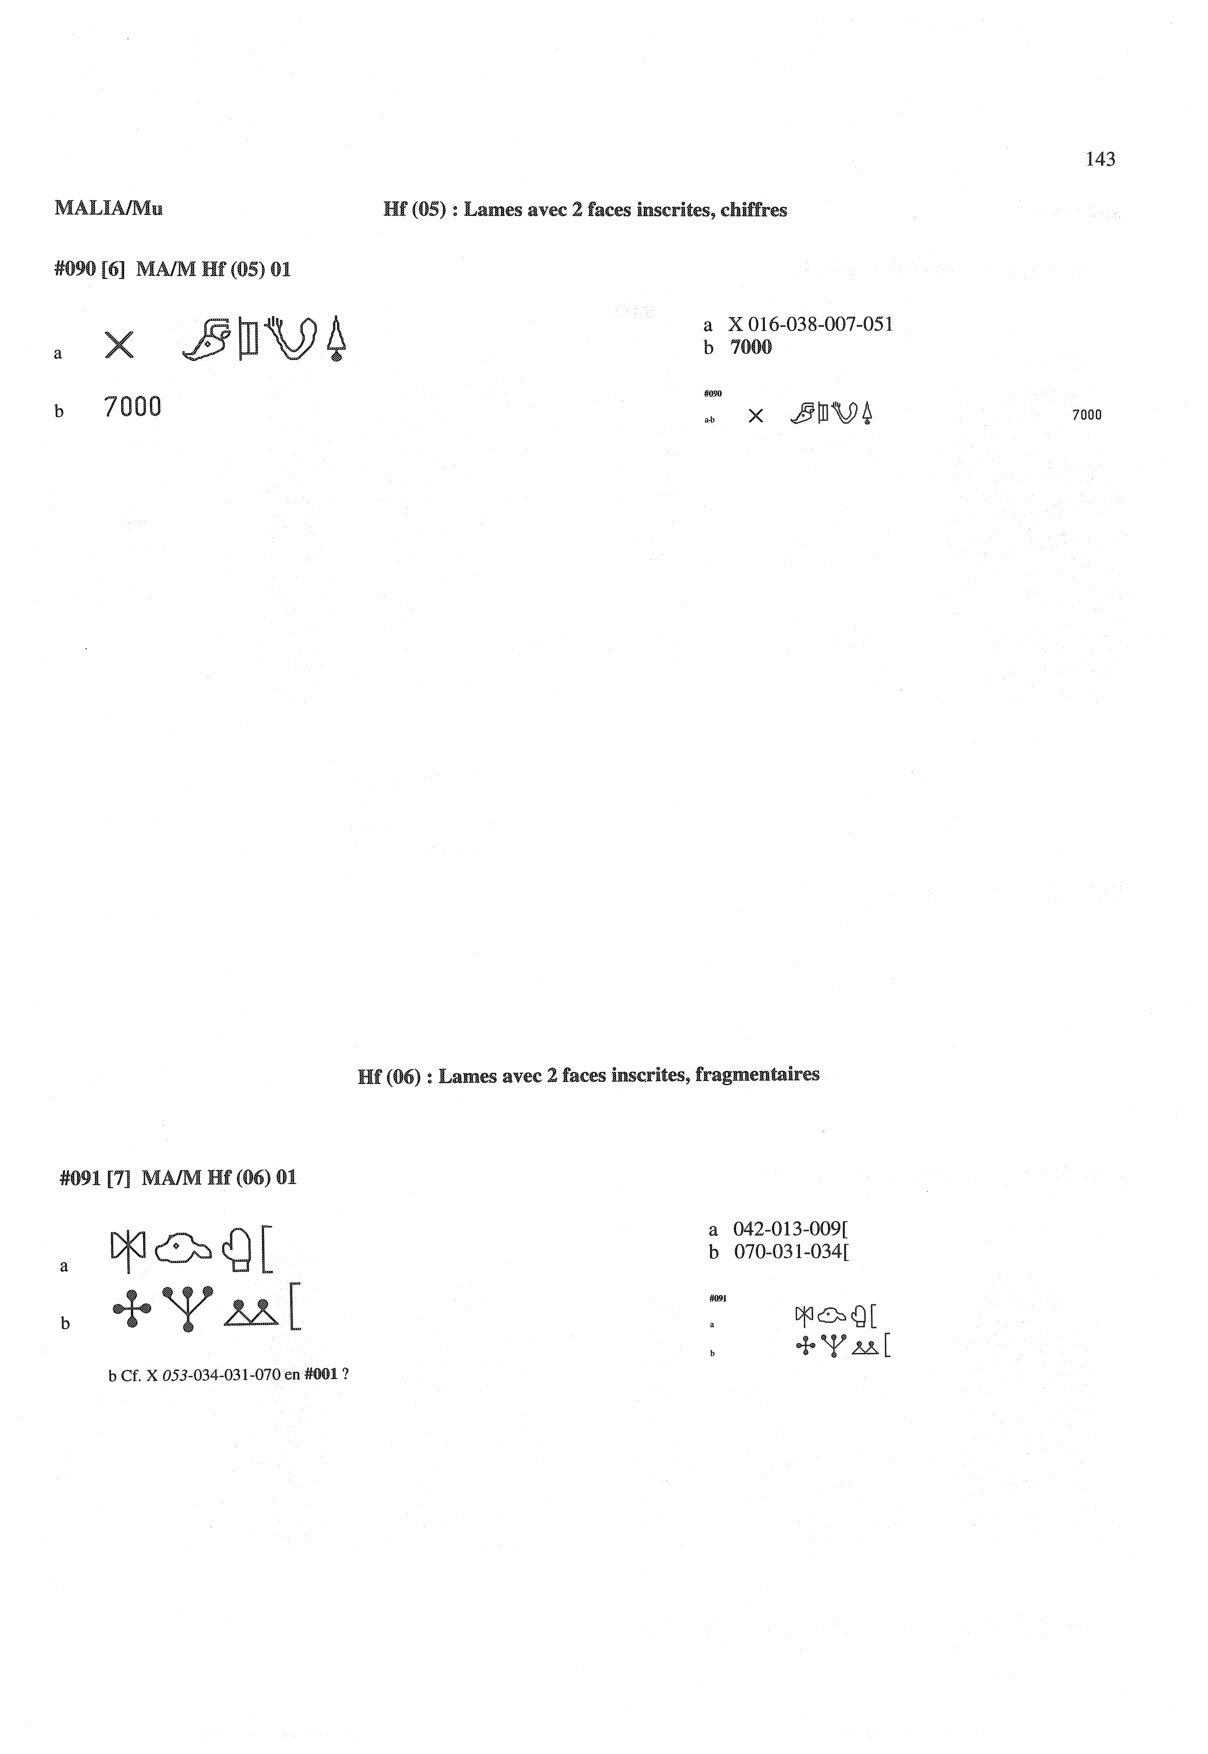 143
MALIA/Mu Hf (05) : Lames avec 2 faces inscrites, chiffres
#090 [6] MA/M Hf (05) 01
a X
b 7000
a X 016-038-007-051
b 7000
#090
a-b X 7000
Hf (06) : Lames avec 2 faces inscrites, fragmentaires
#091 [7] MA/M Hf (06) 01
a [
b [
b Cf. X 053-034-031-070 en #001 ?
a 042-013-009[
b 070-031-034[
#091
a [
b [